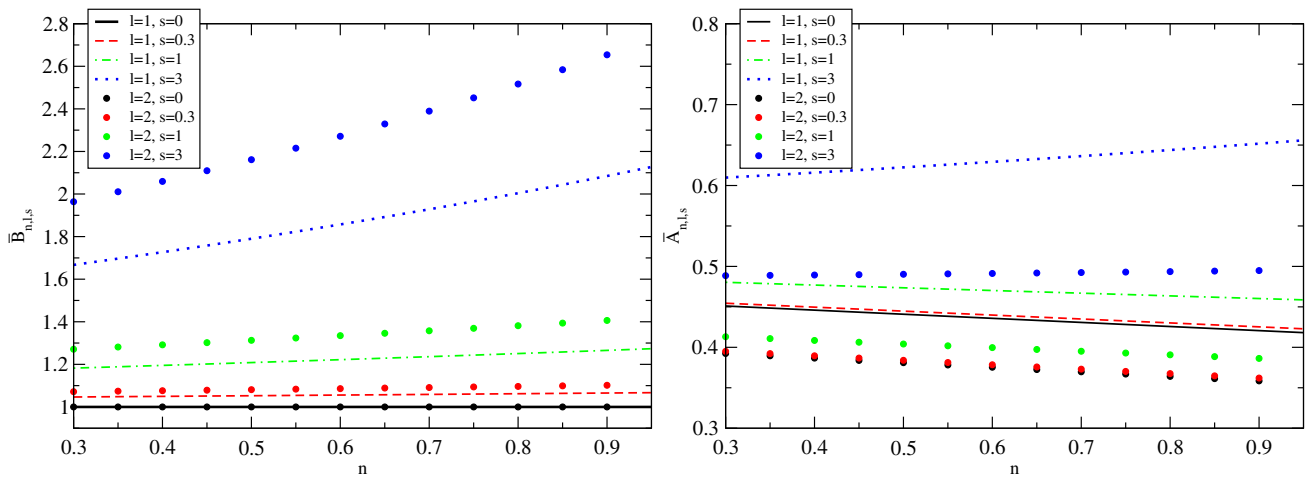 2.8
2.6
2.4
2.2
2
1.8
1.6
1.4
1.2
1
B̅n,l,s
l=1, s=0
l=1, s=0.3
l=1, s=1
l=1, s=3
l=2, s=0
l=2, s=0.3
l=2, s=1
l=2, s=3
0.3 0.4 0.5 0.6 0.7 0.8 0.9
n
0.8
0.7
0.6
0.5
0.4
0.3
A̅n,l,s
l=1, s=0
l=1, s=0.3
l=1, s=1
l=1, s=3
l=2, s=0
l=2, s=0.3
l=2, s=1
l=2, s=3
0.3 0.4 0.5 0.6 0.7 0.8 0.9
n